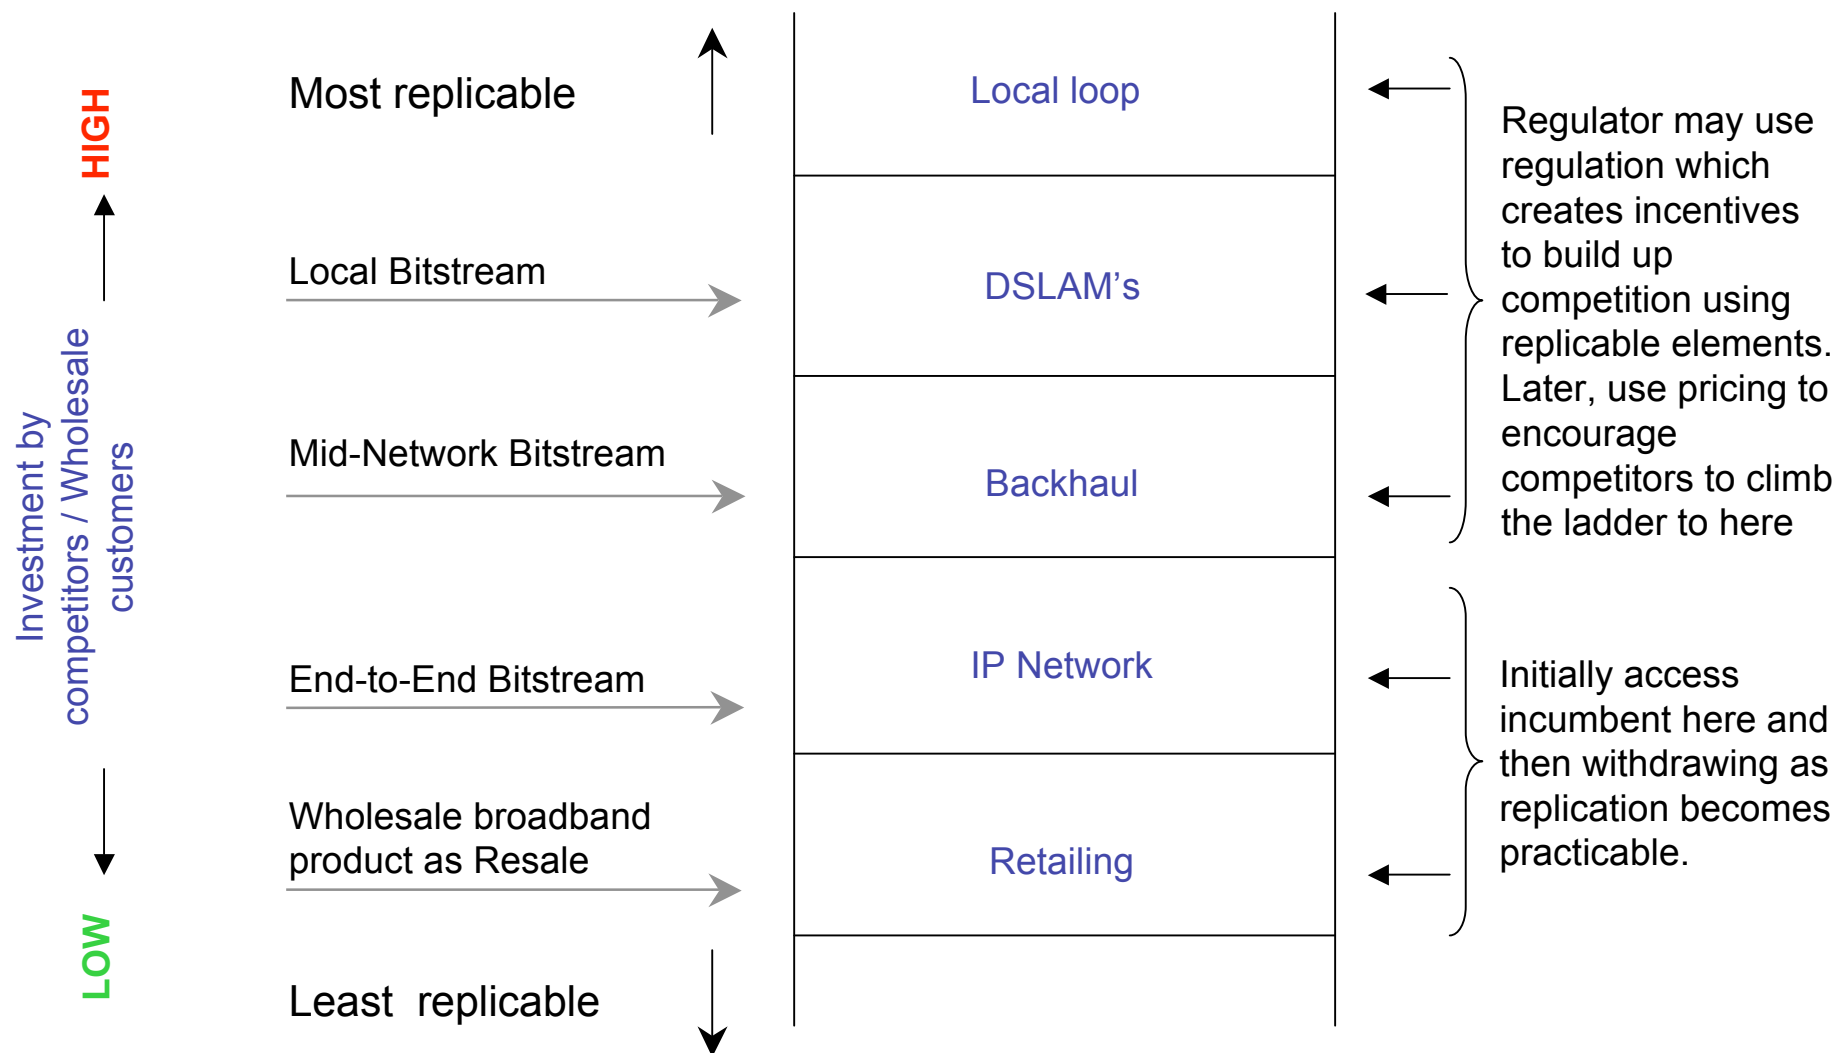 HIGH
Investment by
competitors / Wholesale
customers
LOW
Most replicable
Local Bitstream
Mid-Network Bitstream
End-to-End Bitstream
Wholesale broadband
product as Resale
Least replicable
Local loop
DSLAM’s
Backhaul
IP Network
Retailing
Regulator may use
regulation which
creates incentives
to build up
competition using
replicable elements.
Later, use pricing to
encourage
competitors to climb
the ladder to here
Initially access
incumbent here and
then withdrawing as
replication becomes
practicable.